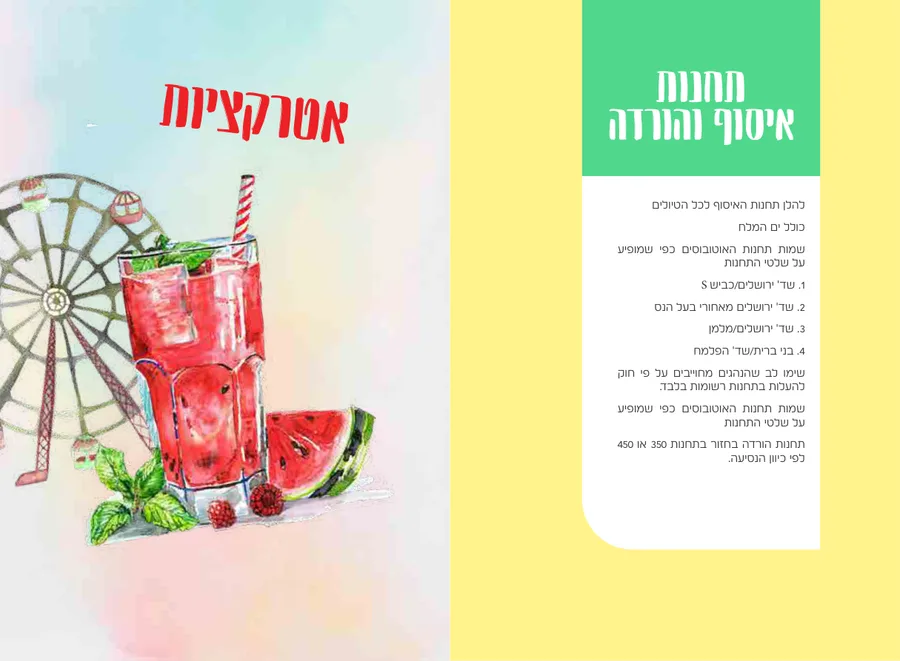 אטרקציות
תחנות
איסוף והורדה
להלן תחנות האיסוף לכל הטיולים
כולל ים המלח
שמות תחנות האוטובוסים כפי שמופיע
על שלטי התחנות
1. שד' ירושלים/כביש S
2. שד' ירושלים מאחורי בעל הנס
3. שד' ירושלים/מלמן
4. בני ברית/שד' הפלמח
שימו לב שהנהגים מחוייבים על פי חוק
להעלות בתחנות רשומות בלבד.
שמות תחנות האוטובוסים כפי שמופיע
על שלטי התחנות
תחנות הורדה בחזור בתחנות 350 או 450
לפי כיוון הנסיעה.